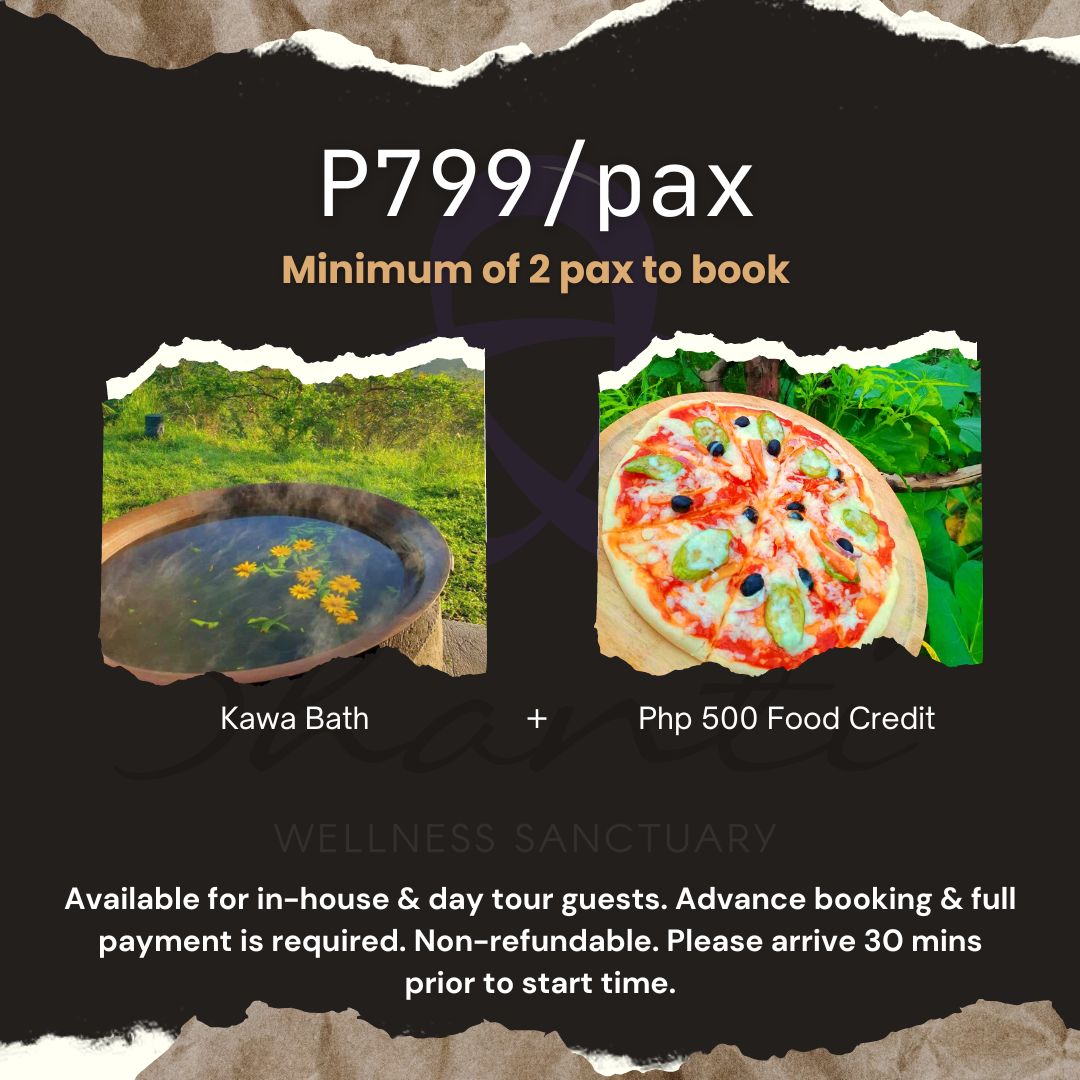 P799/pax
Minimum of 2 pax to book
Kawa Bath + Php 500 Food Credit
Shanti
WELLNESS SANCTUARY
Available for in-house & day tour guests. Advance booking & full
payment is required. Non-refundable. Please arrive 30 mins
prior to start time.